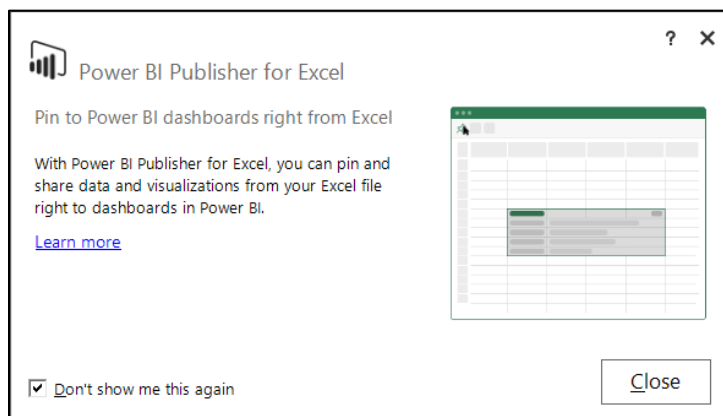 ? ×
Power BI Publisher for Excel
Pin to Power BI dashboards right from Excel
With Power BI Publisher for Excel, you can pin and
share data and visualizations from your Excel file
right to dashboards in Power BI.
Learn more
Don't show me this again
Close